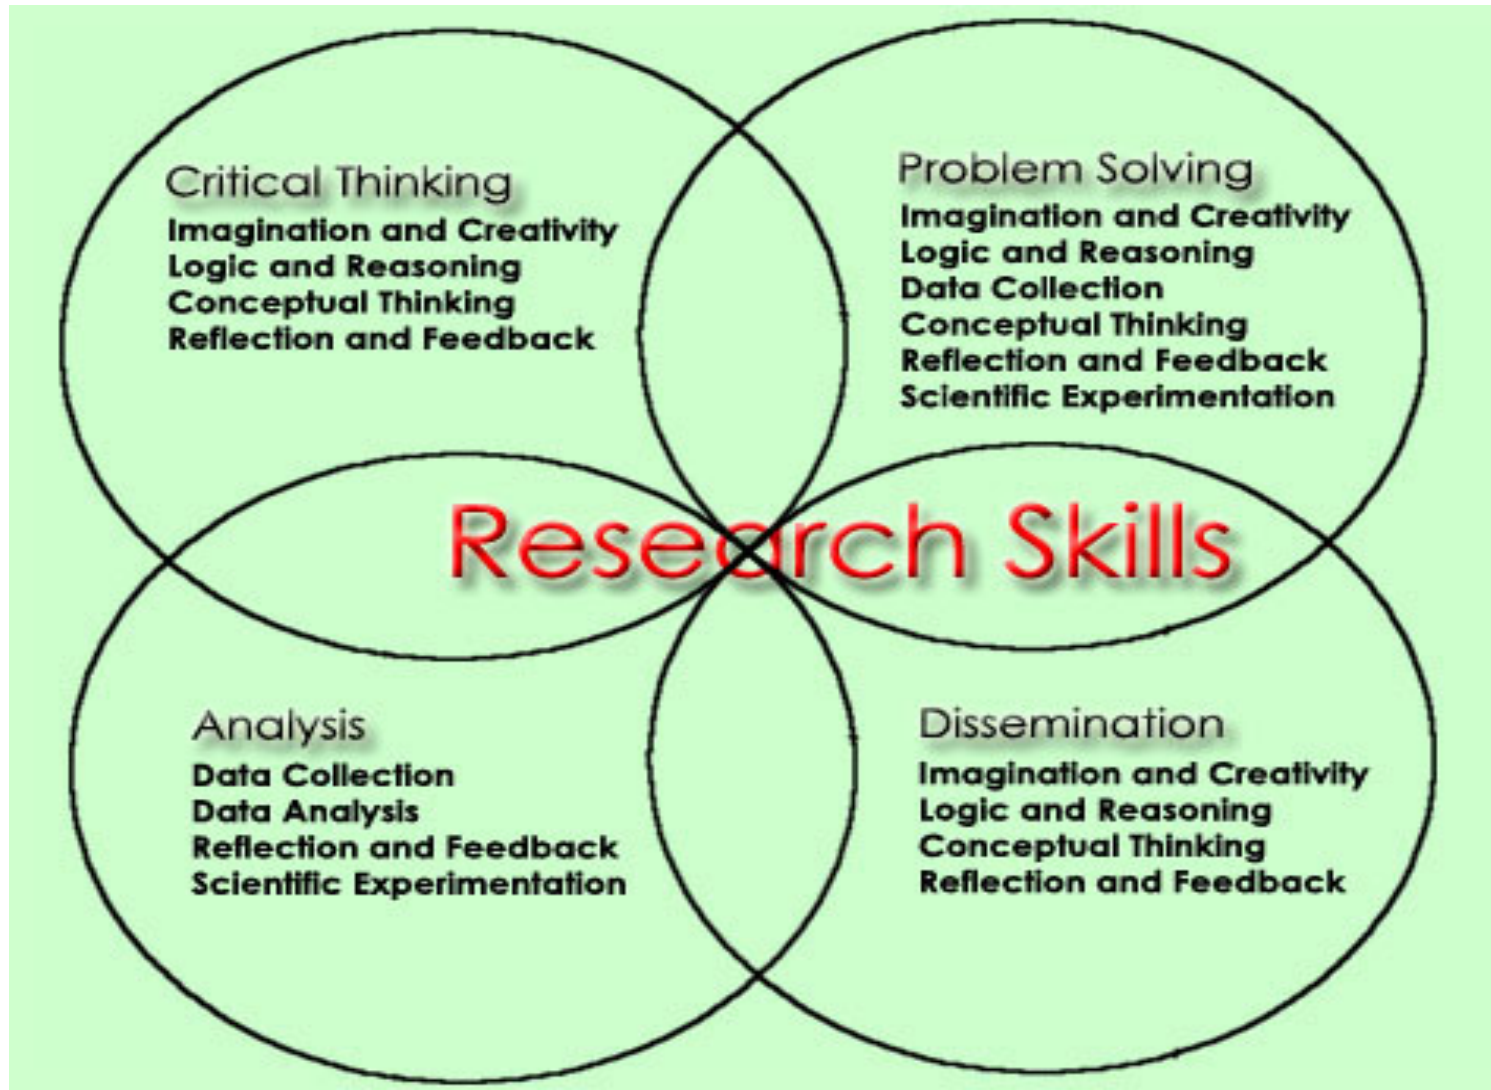 Critical Thinking
Imagination and Creativity
Logic and Reasoning
Conceptual Thinking
Reflection and Feedback
Problem Solving
Imagination and Creativity
Logic and Reasoning
Data Collection
Conceptual Thinking
Reflection and Feedback
Scientific Experimentation
Research Skills
Analysis
Data Collection
Data Analysis
Reflection and Feedback
Scientific Experimentation
Dissemination
Imagination and Creativity
Logic and Reasoning
Conceptual Thinking
Reflection and Feedback